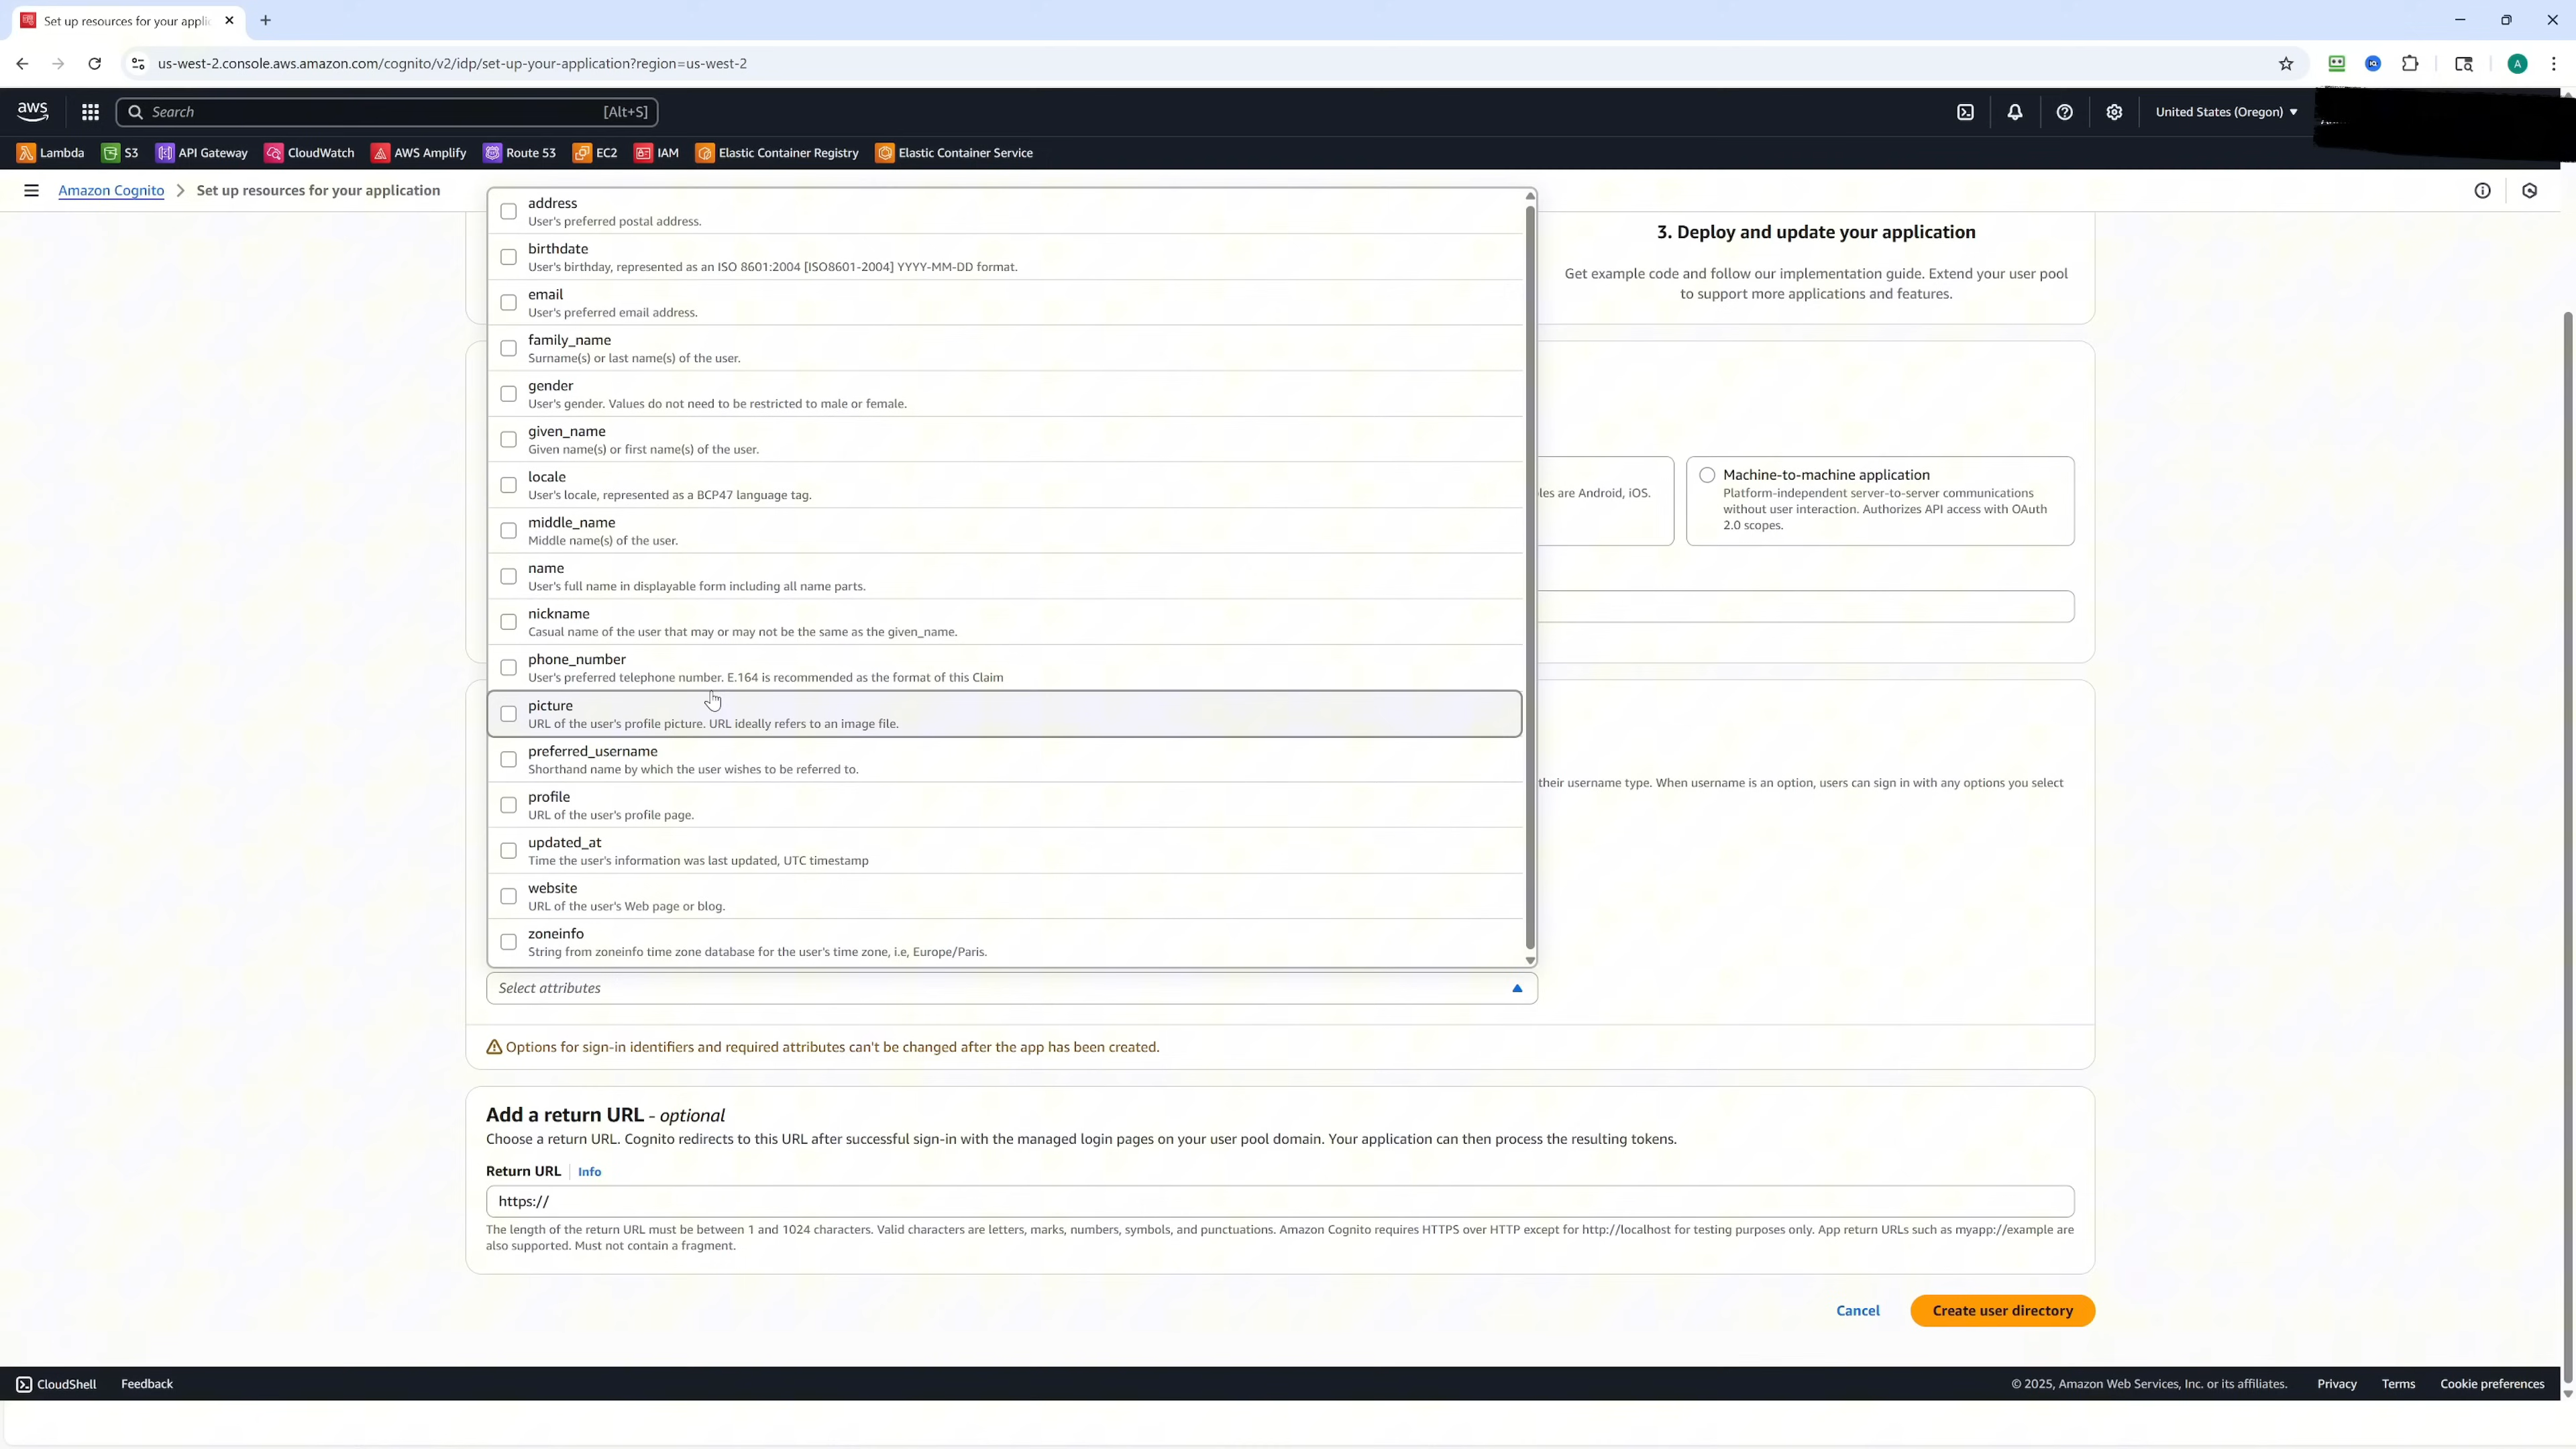 Set up resources for your appli
us-west-2.console.aws.amazon.com/cognito/v2/idp/set-up-your-application?region=us-west-2
A
aws
Search
[Alt+S]
United States (Oregon)
Lambda
S3
API Gateway
CloudWatch
AWS Amplify
Route 53
EC2
IAM
Elastic Container Registry
Elastic Container Service
Amazon Cognito
Set up resources for your application
address
User's preferred postal address.
birthdate
User's birthday, represented as an ISO 8601:2004 [ISO8601-2004] YYYY-MM-DD format.
email
User's preferred email address.
family_name
Surname(s) or last name(s) of the user.
gender
User's gender. Values do not need to be restricted to male or female.
given_name
Given name(s) or first name(s) of the user.
locale
User's locale, represented as a BCP47 language tag.
middle_name
Middle name(s) of the user.
name
User's full name in displayable form including all name parts.
nickname
Casual name of the user that may or may not be the same as the given_name.
phone_number
User's preferred telephone number. E.164 is recommended as the format of this Claim
picture
URL of the user's profile picture. URL ideally refers to an image file.
preferred_username
Shorthand name by which the user wishes to be referred to.
profile
URL of the user's profile page.
updated_at
Time the user's information was last updated, UTC timestamp
website
URL of the user's Web page or blog.
zoneinfo
String from zoneinfo time zone database for the user's time zone, i.e, Europe/Paris.
Select attributes
3. Deploy and update your application
Get example code and follow our implementation guide. Extend your user pool
to support more applications and features.
les are Android, iOS.
Machine-to-machine application
Platform-independent server-to-server communications
without user interaction. Authorizes API access with OAuth
2.0 scopes.
their username type. When username is an option, users can sign in with any options you select
Options for sign-in identifiers and required attributes can't be changed after the app has been created.
Add a return URL - optional
Choose a return URL. Cognito redirects to this URL after successful sign-in with the managed login pages on your user pool domain. Your application can then process the resulting tokens.
Return URL
Info
https://
The length of the return URL must be between 1 and 1024 characters. Valid characters are letters, marks, numbers, symbols, and punctuations. Amazon Cognito requires HTTPS over HTTP except for http://localhost for testing purposes only. App return URLs such as myapp://example are
also supported. Must not contain a fragment.
Cancel
Create user directory
CloudShell
Feedback
© 2025, Amazon Web Services, Inc. or its affiliates.
Privacy
Terms
Cookie preferences